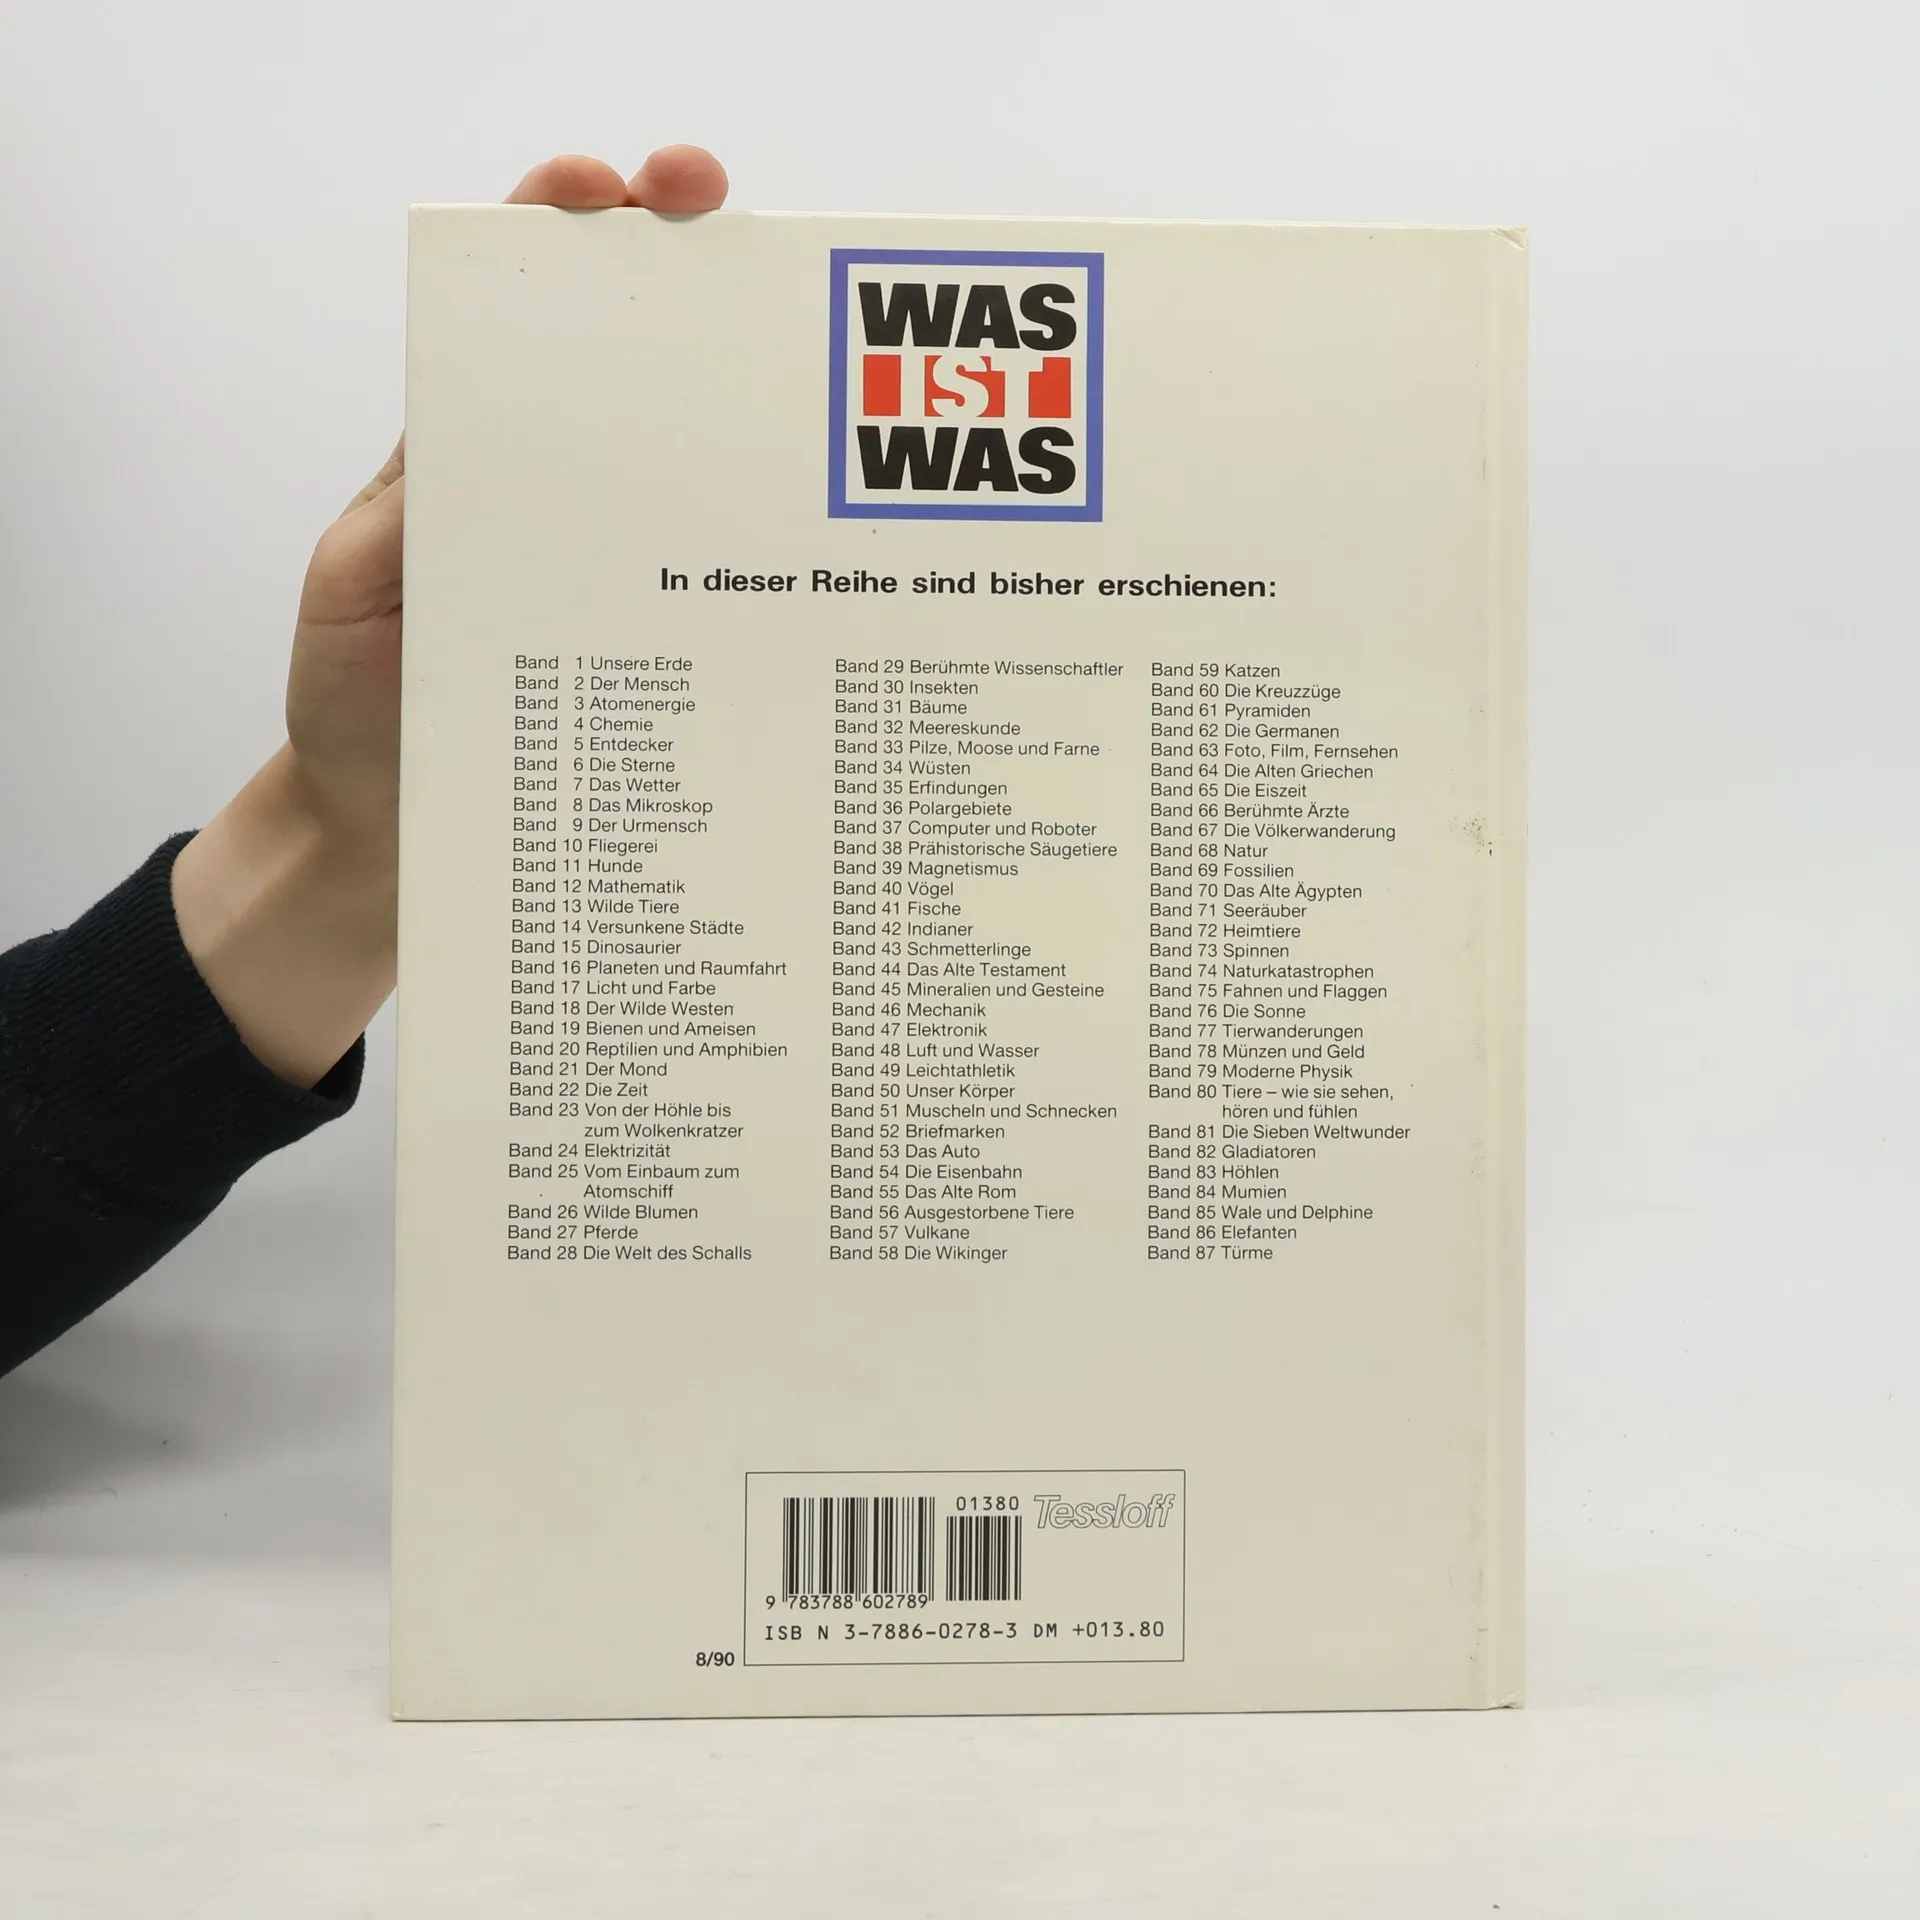 WAS
IST
WAS
In dieser Reihe sind bisher erschienen:
Band 1 Unsere Erde
Band 2 Der Mensch
Band 3 Atomenergie
Band 4 Chemie
Band 5 Entdecker
Band 6 Die Sterne
Band 7 Das Wetter
Band 8 Das Mikroskop
Band 9 Der Urmensch
Band 10 Fliegerei
Band 11 Hunde
Band 12 Mathematik
Band 13 Wilde Tiere
Band 14 Versunkene Städte
Band 15 Dinosaurier
Band 16 Planeten und Raumfahrt
Band 17 Licht und Farbe
Band 18 Der Wilde Westen
Band 19 Bienen und Ameisen
Band 20 Reptilien und Amphibien
Band 21 Der Mond
Band 22 Die Zeit
Band 23 Von der Höhle bis
zum Wolkenkratzer
Band 24 Elektrizität
Band 25 Vom Einbaum zum
Atomschiff
Band 26 Wilde Blumen
Band 27 Pferde
Band 28 Die Welt des Schalls
Band 29 Berühmte Wissenschaftler
Band 30 Insekten
Band 31 Bäume
Band 32 Meereskunde
Band 33 Pilze, Moose und Farne
Band 34 Wüsten
Band 35 Erfindungen
Band 36 Polargebiete
Band 37 Computer und Roboter
Band 38 Prähistorische Säugetiere
Band 39 Magnetismus
Band 40 Vögel
Band 41 Fische
Band 42 Indianer
Band 43 Schmetterlinge
Band 44 Das Alte Testament
Band 45 Mineralien und Gesteine
Band 46 Mechanik
Band 47 Elektronik
Band 48 Luft und Wasser
Band 49 Leichtathletik
Band 50 Unser Körper
Band 51 Muscheln und Schnecken
Band 52 Briefmarken
Band 53 Das Auto
Band 54 Die Eisenbahn
Band 55 Das Alte Rom
Band 56 Ausgestorbene Tiere
Band 57 Vulkane
Band 58 Die Wikinger
Band 59 Katzen
Band 60 Die Kreuzzüge
Band 61 Pyramiden
Band 62 Die Germanen
Band 63 Foto, Film, Fernsehen
Band 64 Die Alten Griechen
Band 65 Die Eiszeit
Band 66 Berühmte Ärzte
Band 67 Die Völkerwanderung
Band 68 Natur
Band 69 Fossilien
Band 70 Das Alte Ägypten
Band 71 Seeräuber
Band 72 Heimtiere
Band 73 Spinnen
Band 74 Naturkatastrophen
Band 75 Fahnen und Flaggen
Band 76 Die Sonne
Band 77 Tierwanderungen
Band 78 Münzen und Geld
Band 79 Moderne Physik
Band 80 Tiere – wie sie sehen,
hören und fühlen
Band 81 Die Sieben Weltwunder
Band 82 Gladiatoren
Band 83 Höhlen
Band 84 Mumien
Band 85 Wale und Delphine
Band 86 Elefanten
Band 87 Türme
01380
Tessloff
9 783788 602789
ISB N 3-7886-0278-3 DM +013.80
8/90